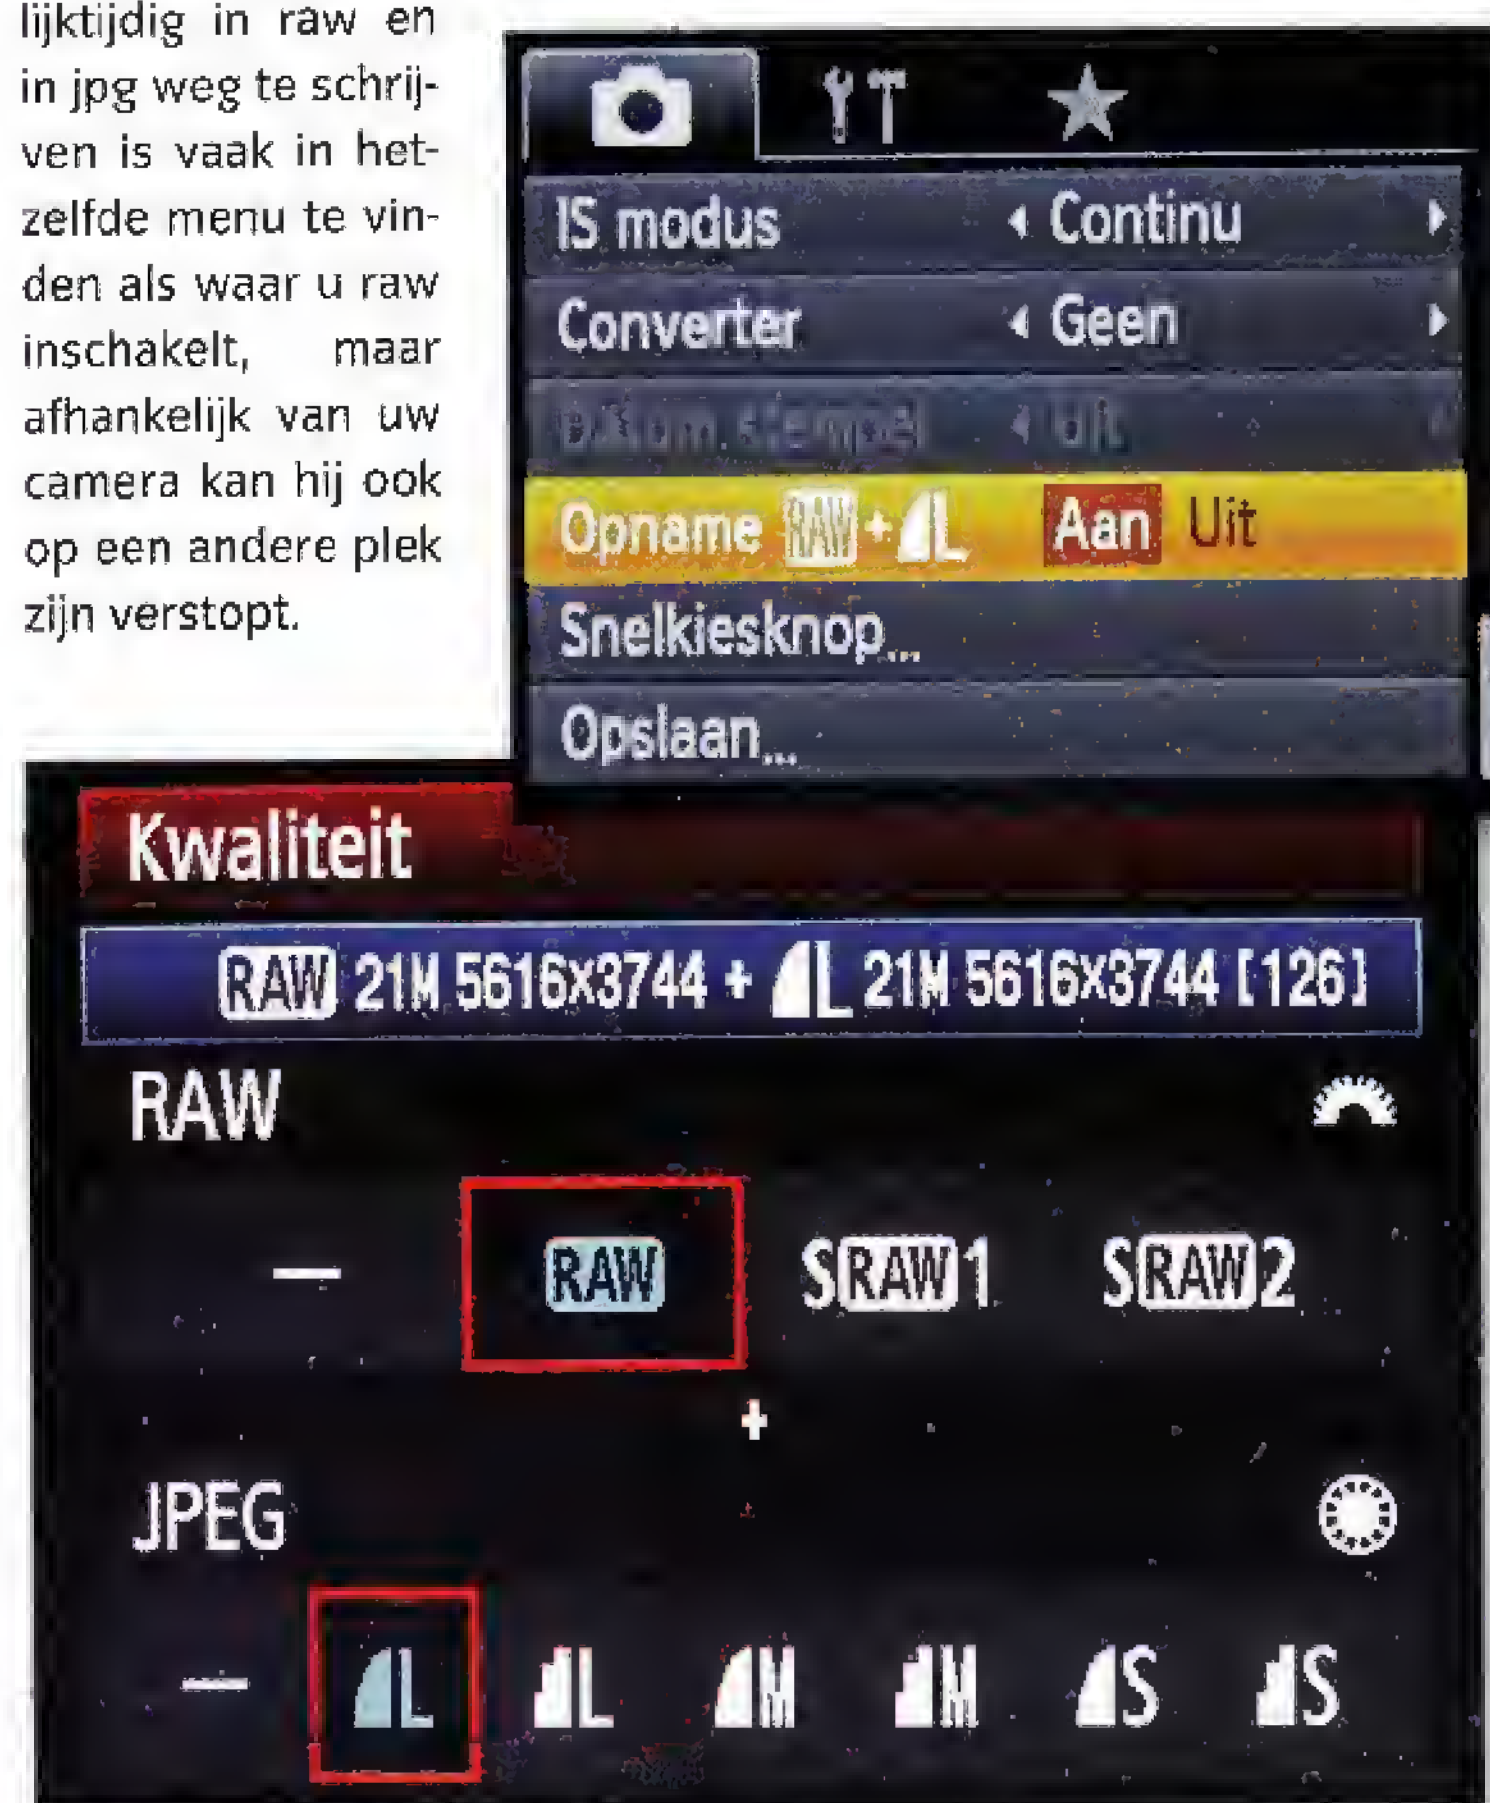 lijktijdig in raw en
in jpg weg te schrij-
ven is vaak in het-
zelfde menu te vin-
den als waar u raw
inschakelt, maar
afhankelijk van uw
camera kan hij ook
op een andere plek
zijn verstopt.
IS modus Continu
Converter Geen
Datum stempel Uit
Opname RAW + L Aan Uit
Snelkiesknop...
Opslaan...
Kwaliteit
RAW 21M 5616x3744 + L 21M 5616x3744 [126]
RAW
— RAW SRAW1 SRAW2
+
JPEG
— L L M M S S